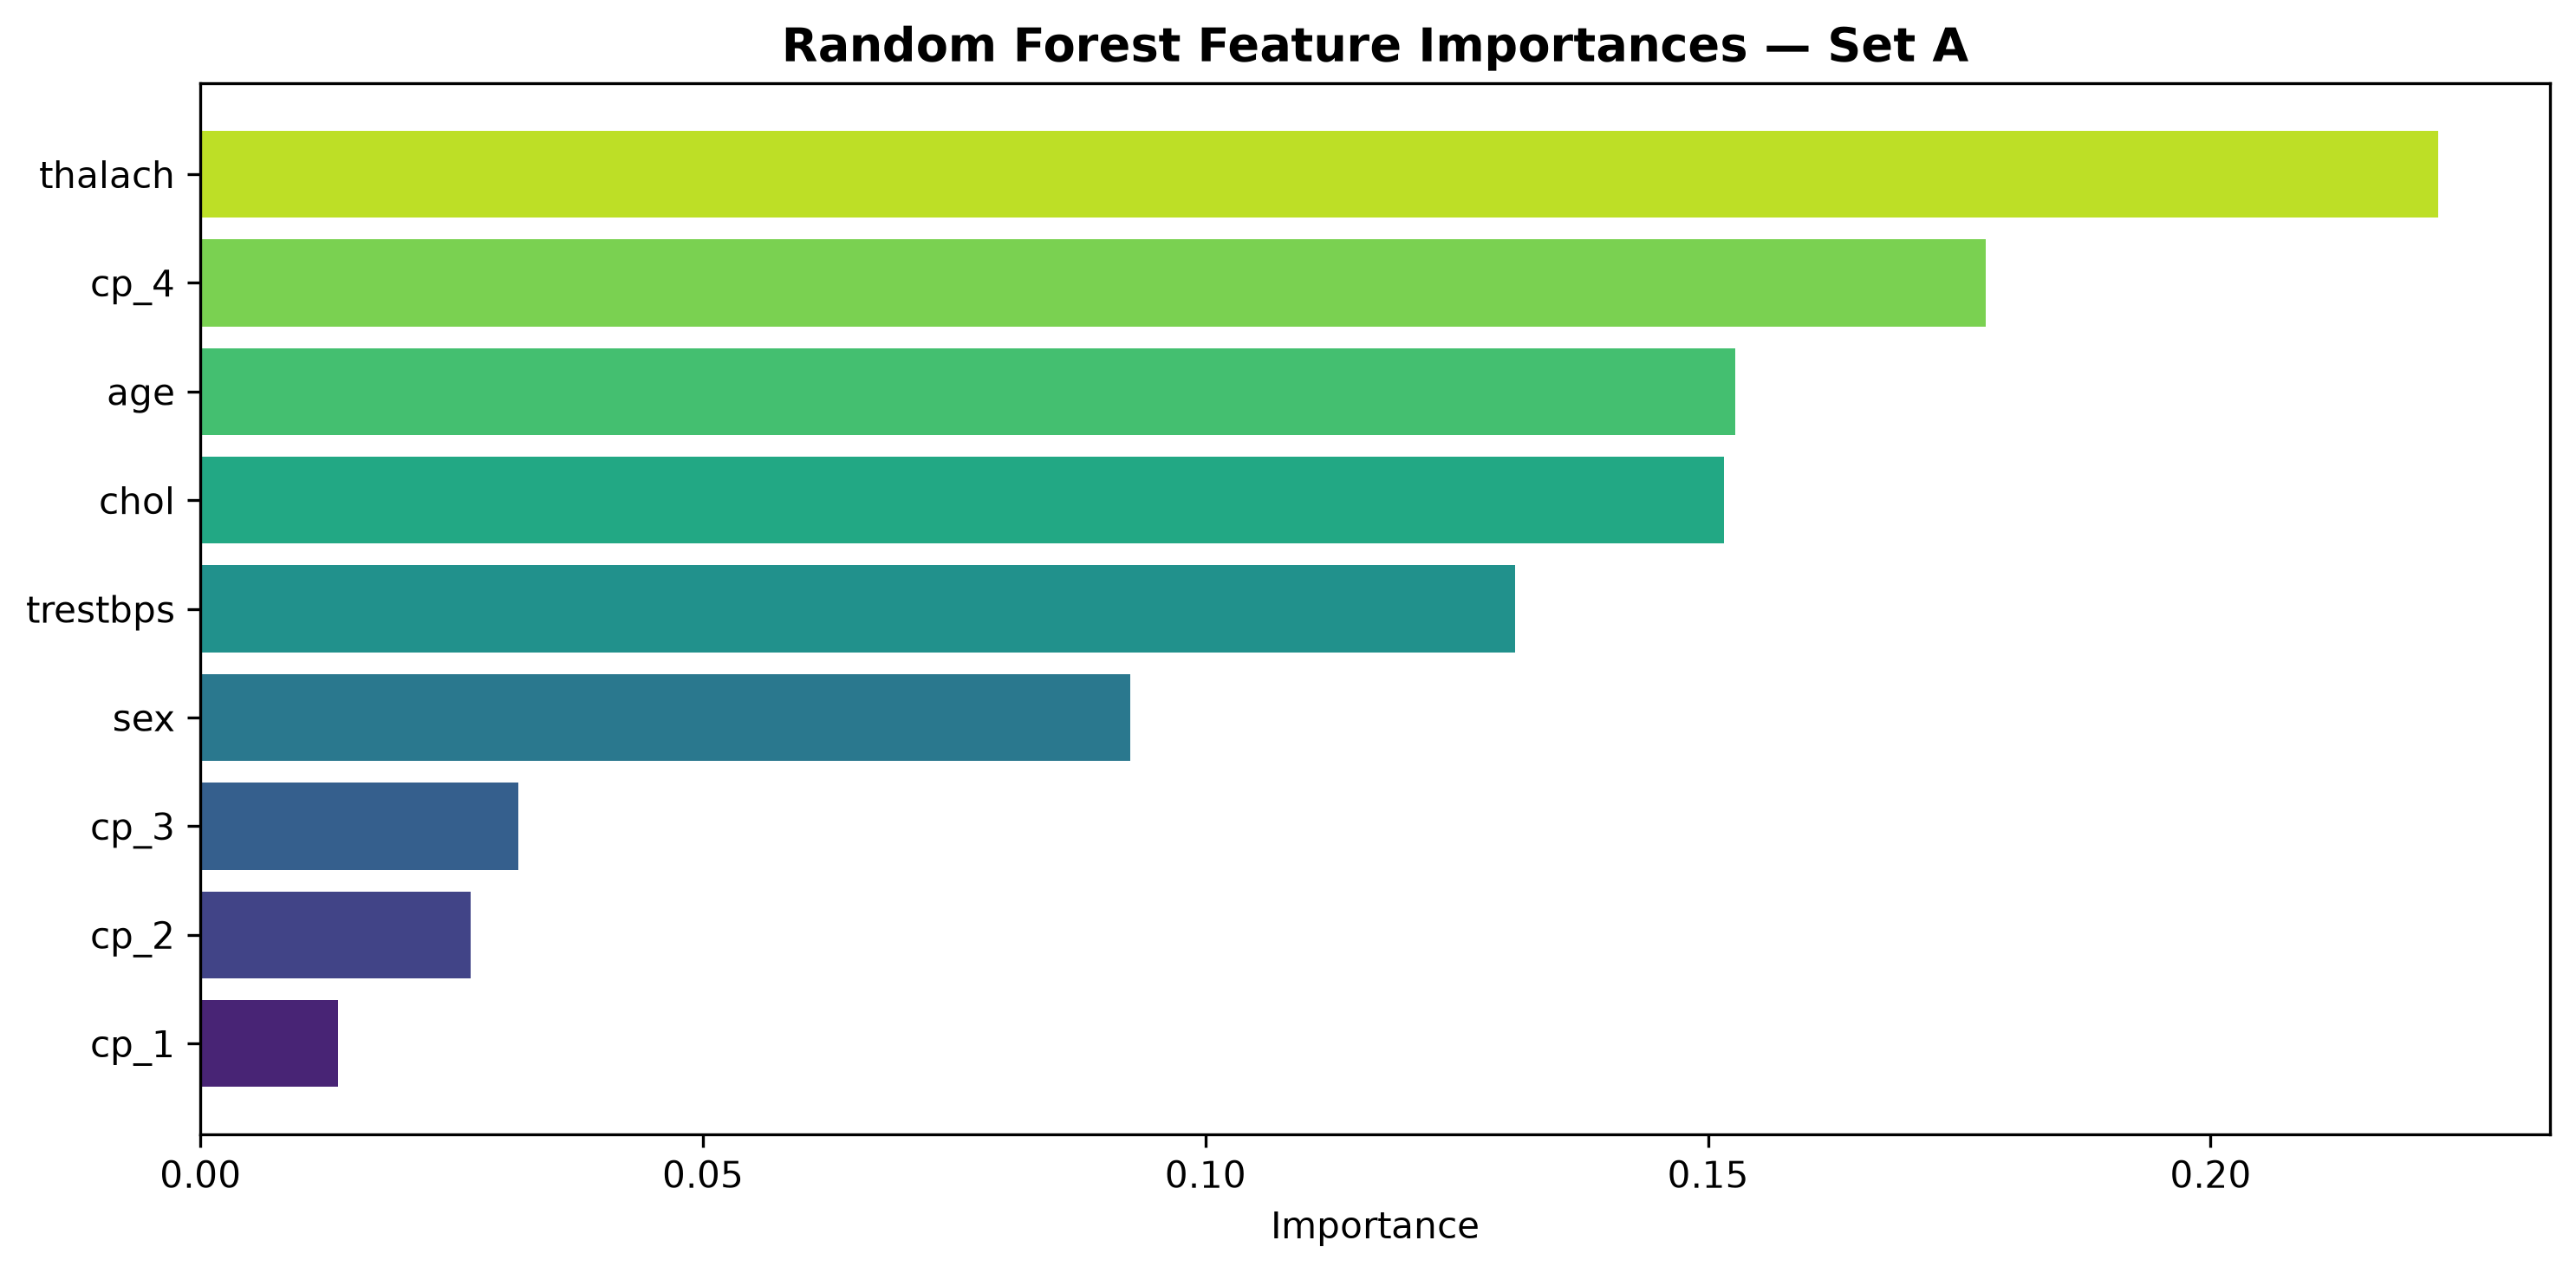 Random Forest Feature Importances — Set A
thalach
cp_4
age
chol
trestbps
sex
cp_3
cp_2
cp_1
0.00 0.05 0.10 0.15 0.20
Importance